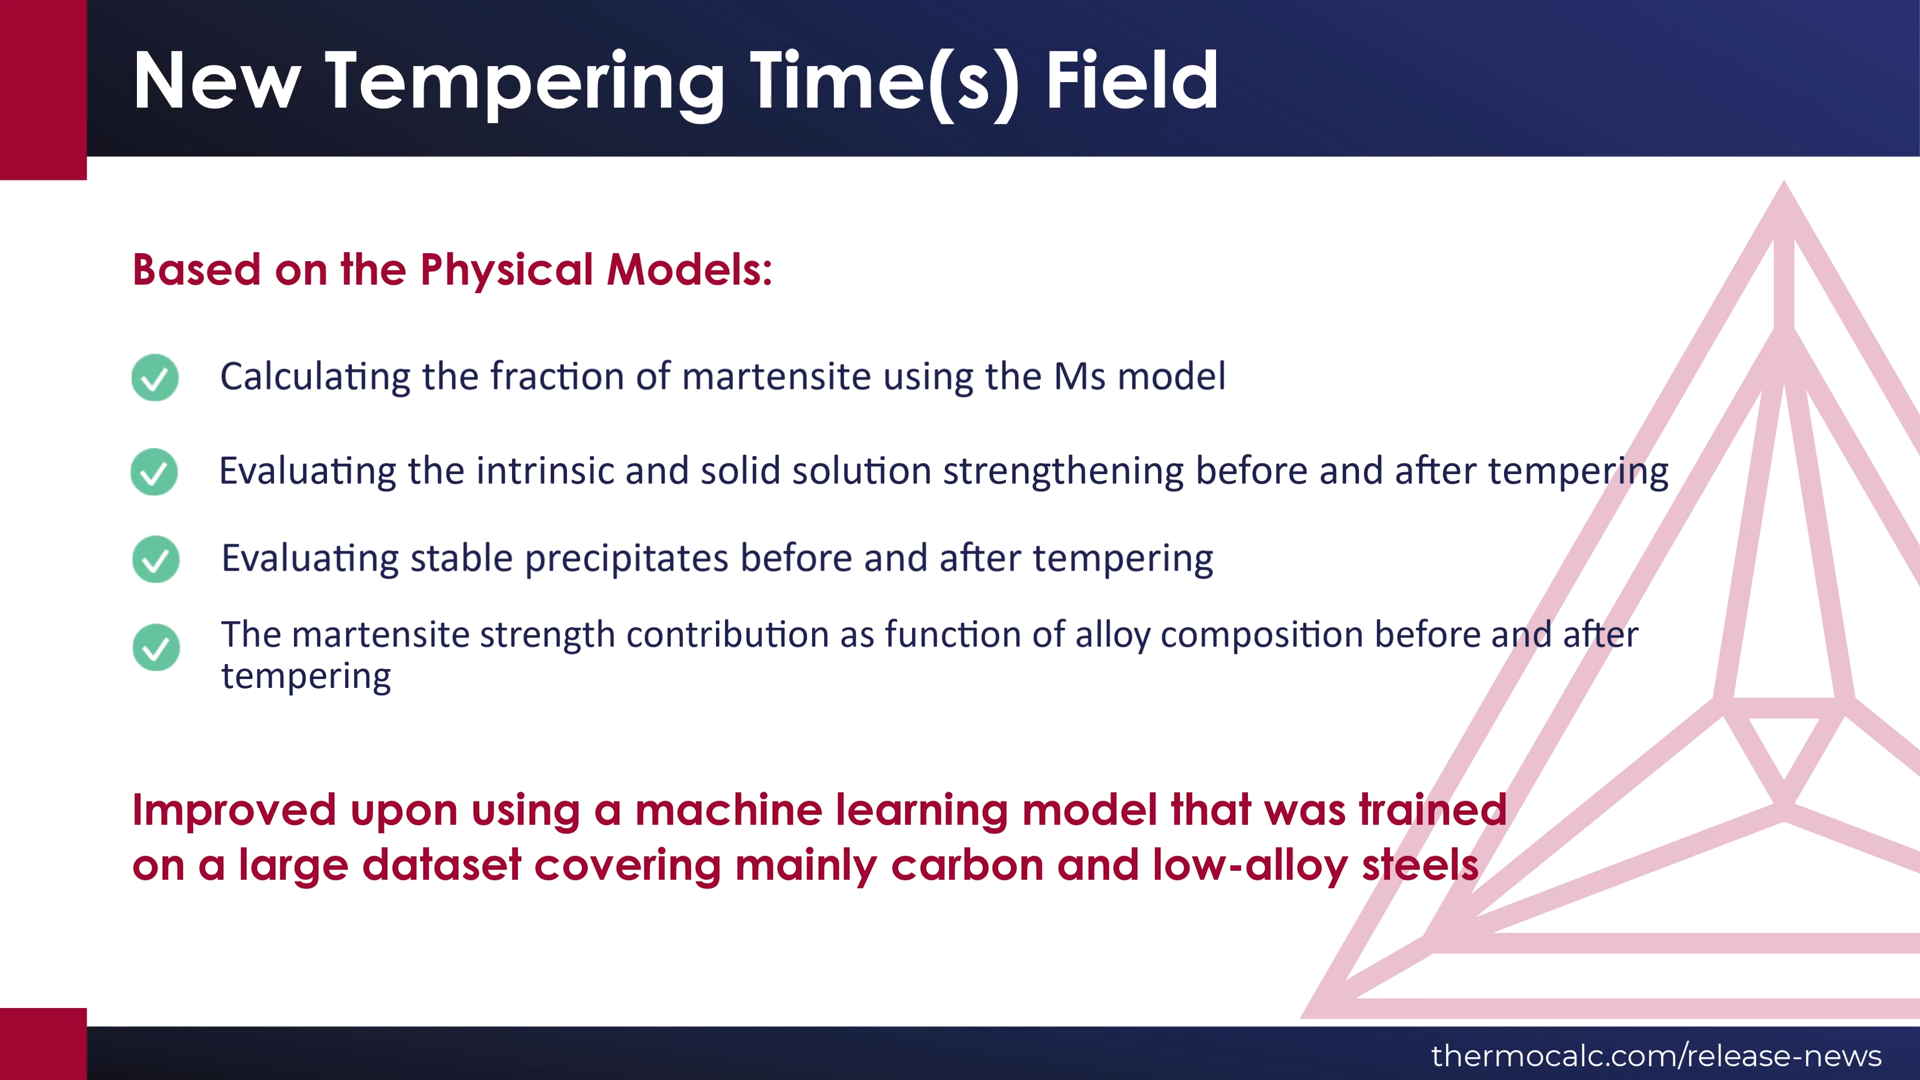 New Tempering Time(s) Field
Based on the Physical Models:
Calculating the fraction of martensite using the Ms model
Evaluating the intrinsic and solid solution strengthening before and after tempering
Evaluating stable precipitates before and after tempering
The martensite strength contribution as function of alloy composition before and after
tempering
Improved upon using a machine learning model that was trained
on a large dataset covering mainly carbon and low-alloy steels
thermocalc.com/release-news